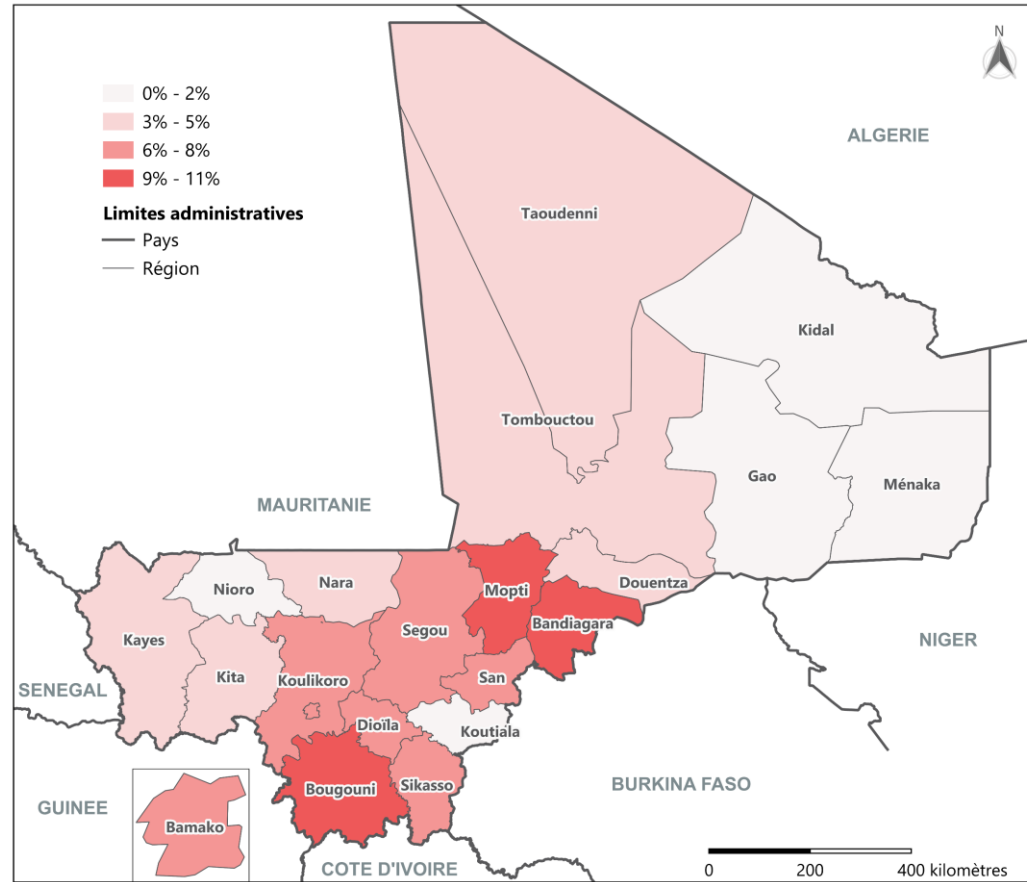 N
0% - 2%
3% - 5%
6% - 8%
9% - 11%
Limites administratives
Pays
Région
ALGERIE
Taoudenni
Kidal
Tombouctou
Gao
Ménaka
MAURITANIE
Nioro
Nara
Mopti
Douentza
Bandiagara
Segou
Kayes
NIGER
Kita
Koulikoro
San
SENEGAL
Dioïla
Koutiala
Bougouni
Sikasso
BURKINA FASO
GUINEE
Bamako
COTE D'IVOIRE
0 200 400 kilomètres